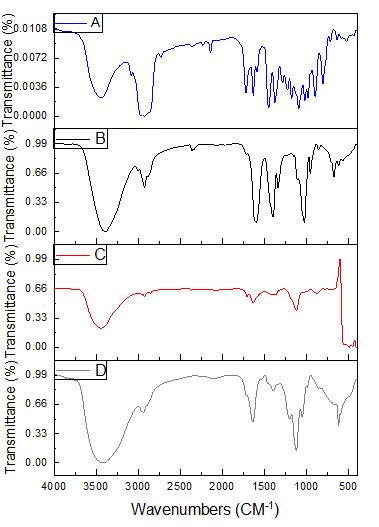 A
Transmittance (%)
0.0108
0.0072
0.0036
0.0000
B
Transmittance (%)
0.99
0.66
0.33
0.00
C
Transmittance (%)
0.99
0.66
0.33
0.00
D
Transmittance (%)
0.99
0.66
0.33
0.00
4000 3500 3000 2500 2000 1500 1000 500
Wavenumbers (CM-1)